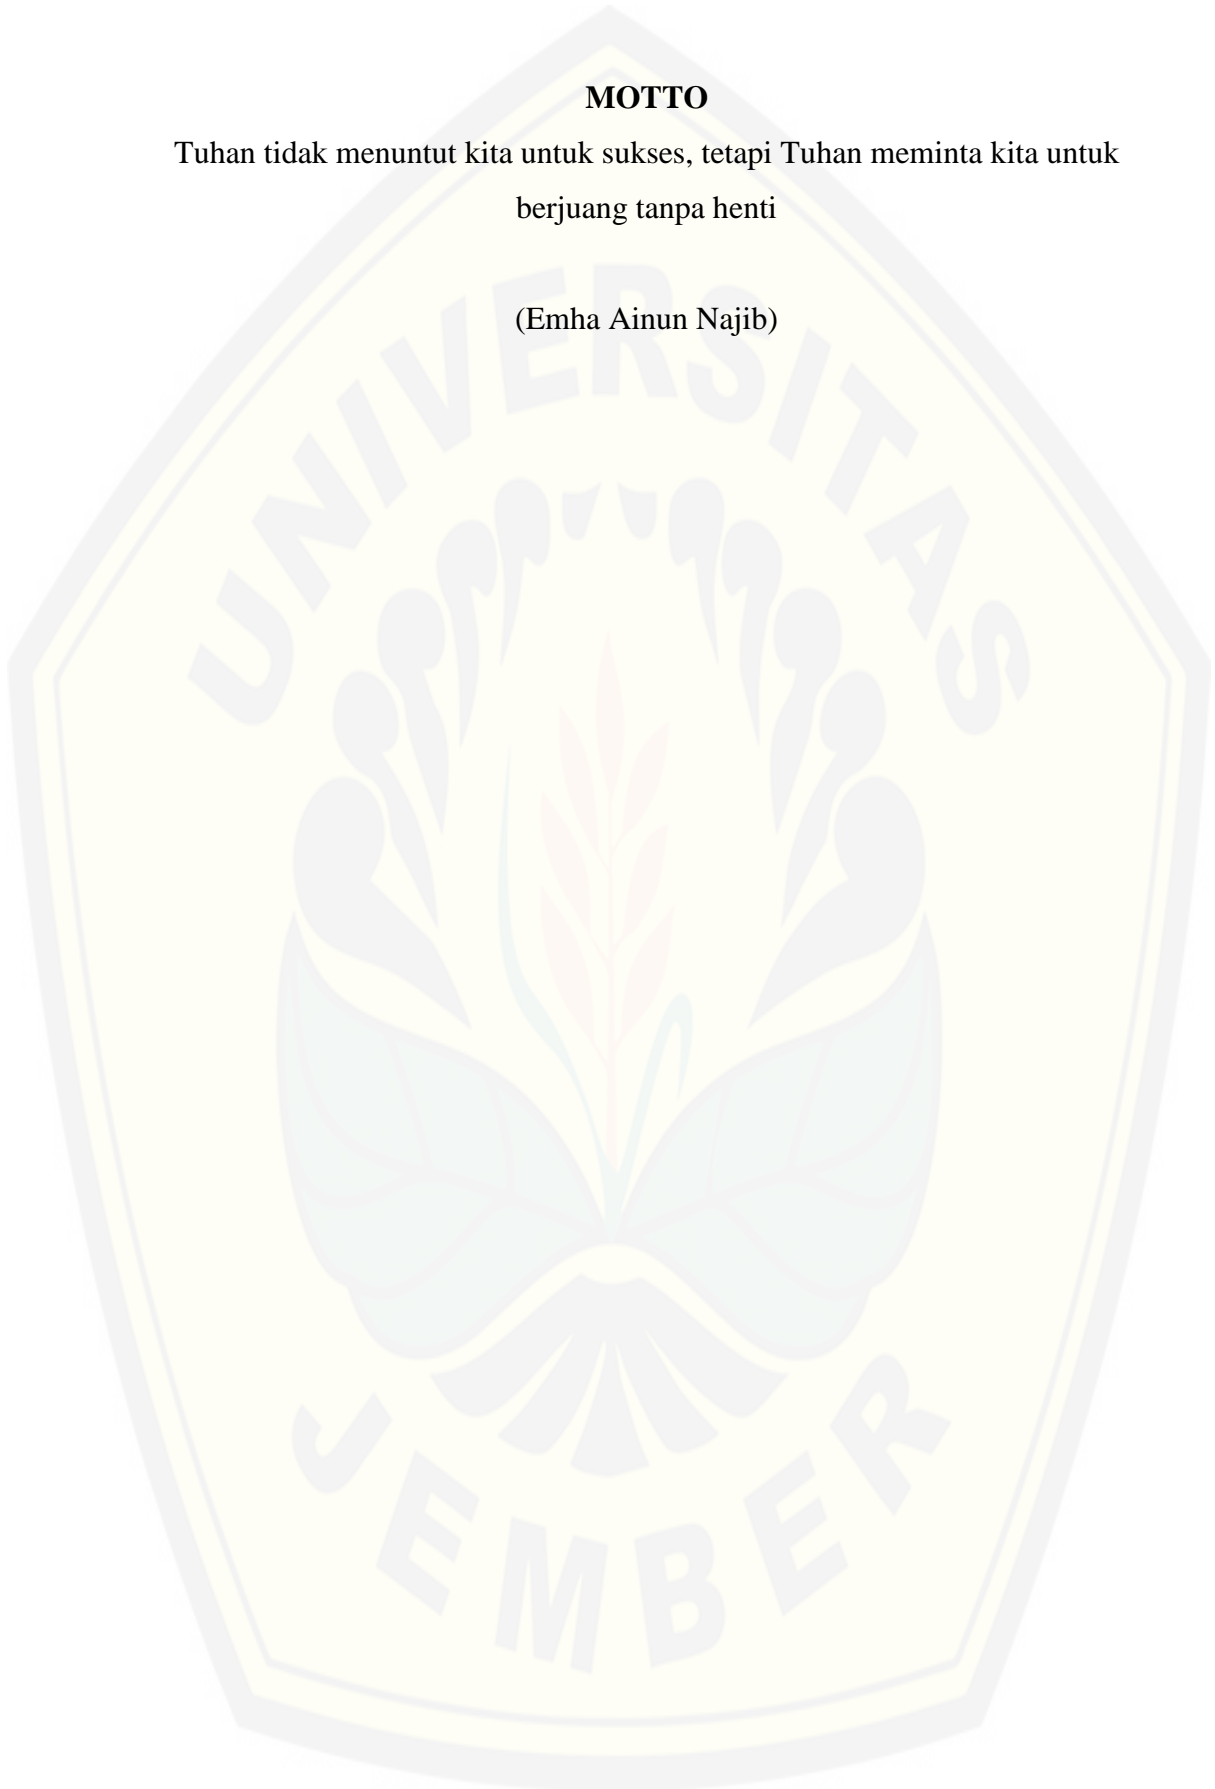 MOTTO
Tuhan tidak menuntut kita untuk sukses, tetapi Tuhan meminta kita untuk
berjuang tanpa henti
(Emha Ainun Najib)
UNIVERSITAS
JEMBER